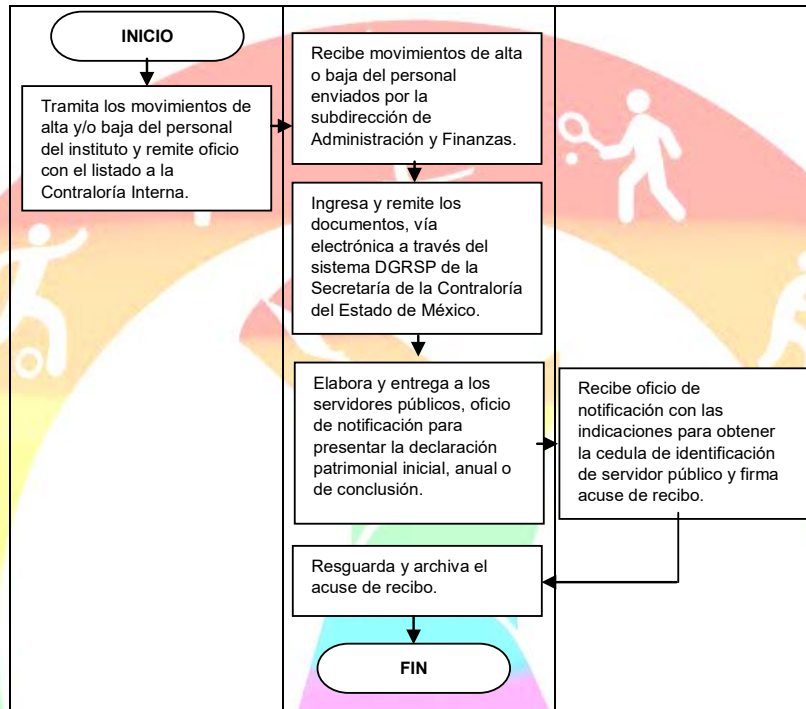 INICIO
Tramita los movimientos de
alta y/o baja del personal
del instituto y remite oficio
con el listado a la
Contraloría Interna.
Recibe movimientos de alta
o baja del personal
enviados por la
subdirección de
Administración y Finanzas.
Ingresa y remite los
documentos, vía
electrónica a través del
sistema DGRSP de la
Secretaría de la Contraloría
del Estado de México.
Elabora y entrega a los
servidores públicos, oficio
de notificación para
presentar la declaración
patrimonial inicial, anual o
de conclusión.
Recibe oficio de
notificación con las
indicaciones para obtener
la cedula de identificación
de servidor público y firma
acuse de recibo.
Resguarda y archiva el
acuse de recibo.
FIN